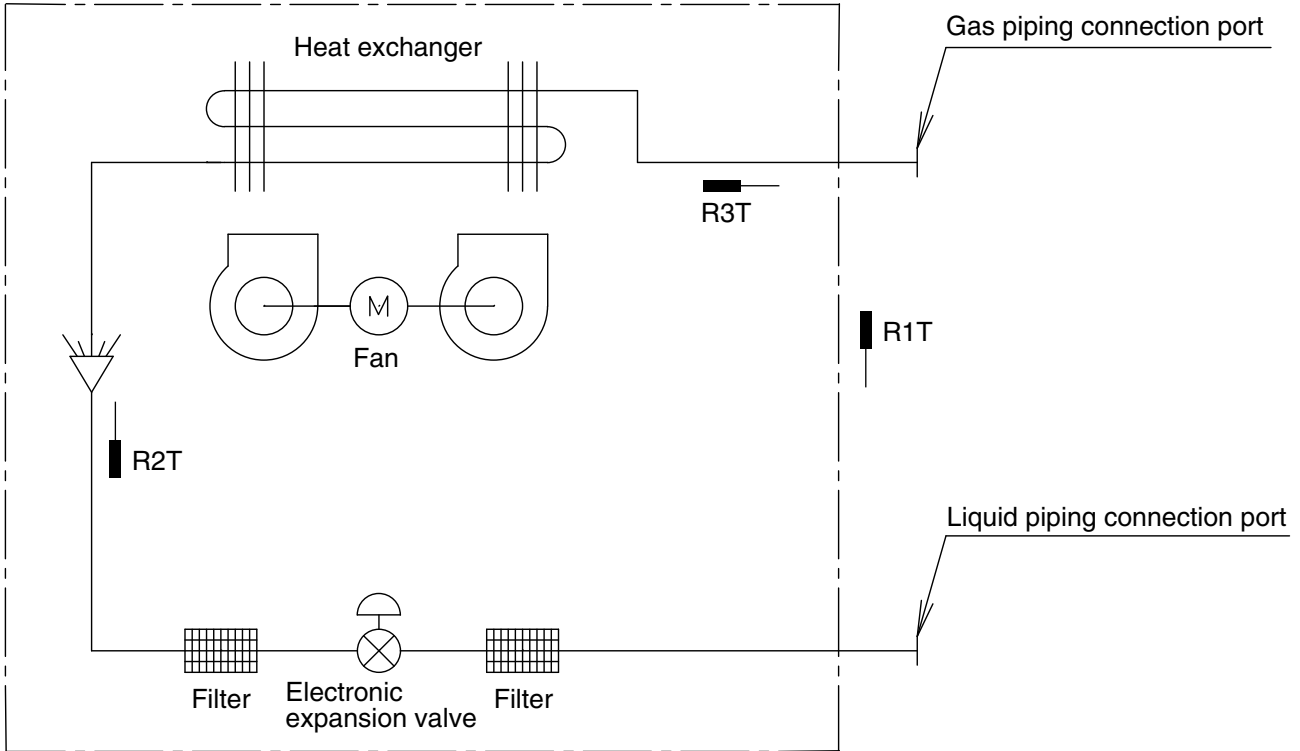 Heat exchanger
Gas piping connection port
R3T
M
Fan
R1T
R2T
Liquid piping connection port
Filter
Electronic
expansion valve
Filter